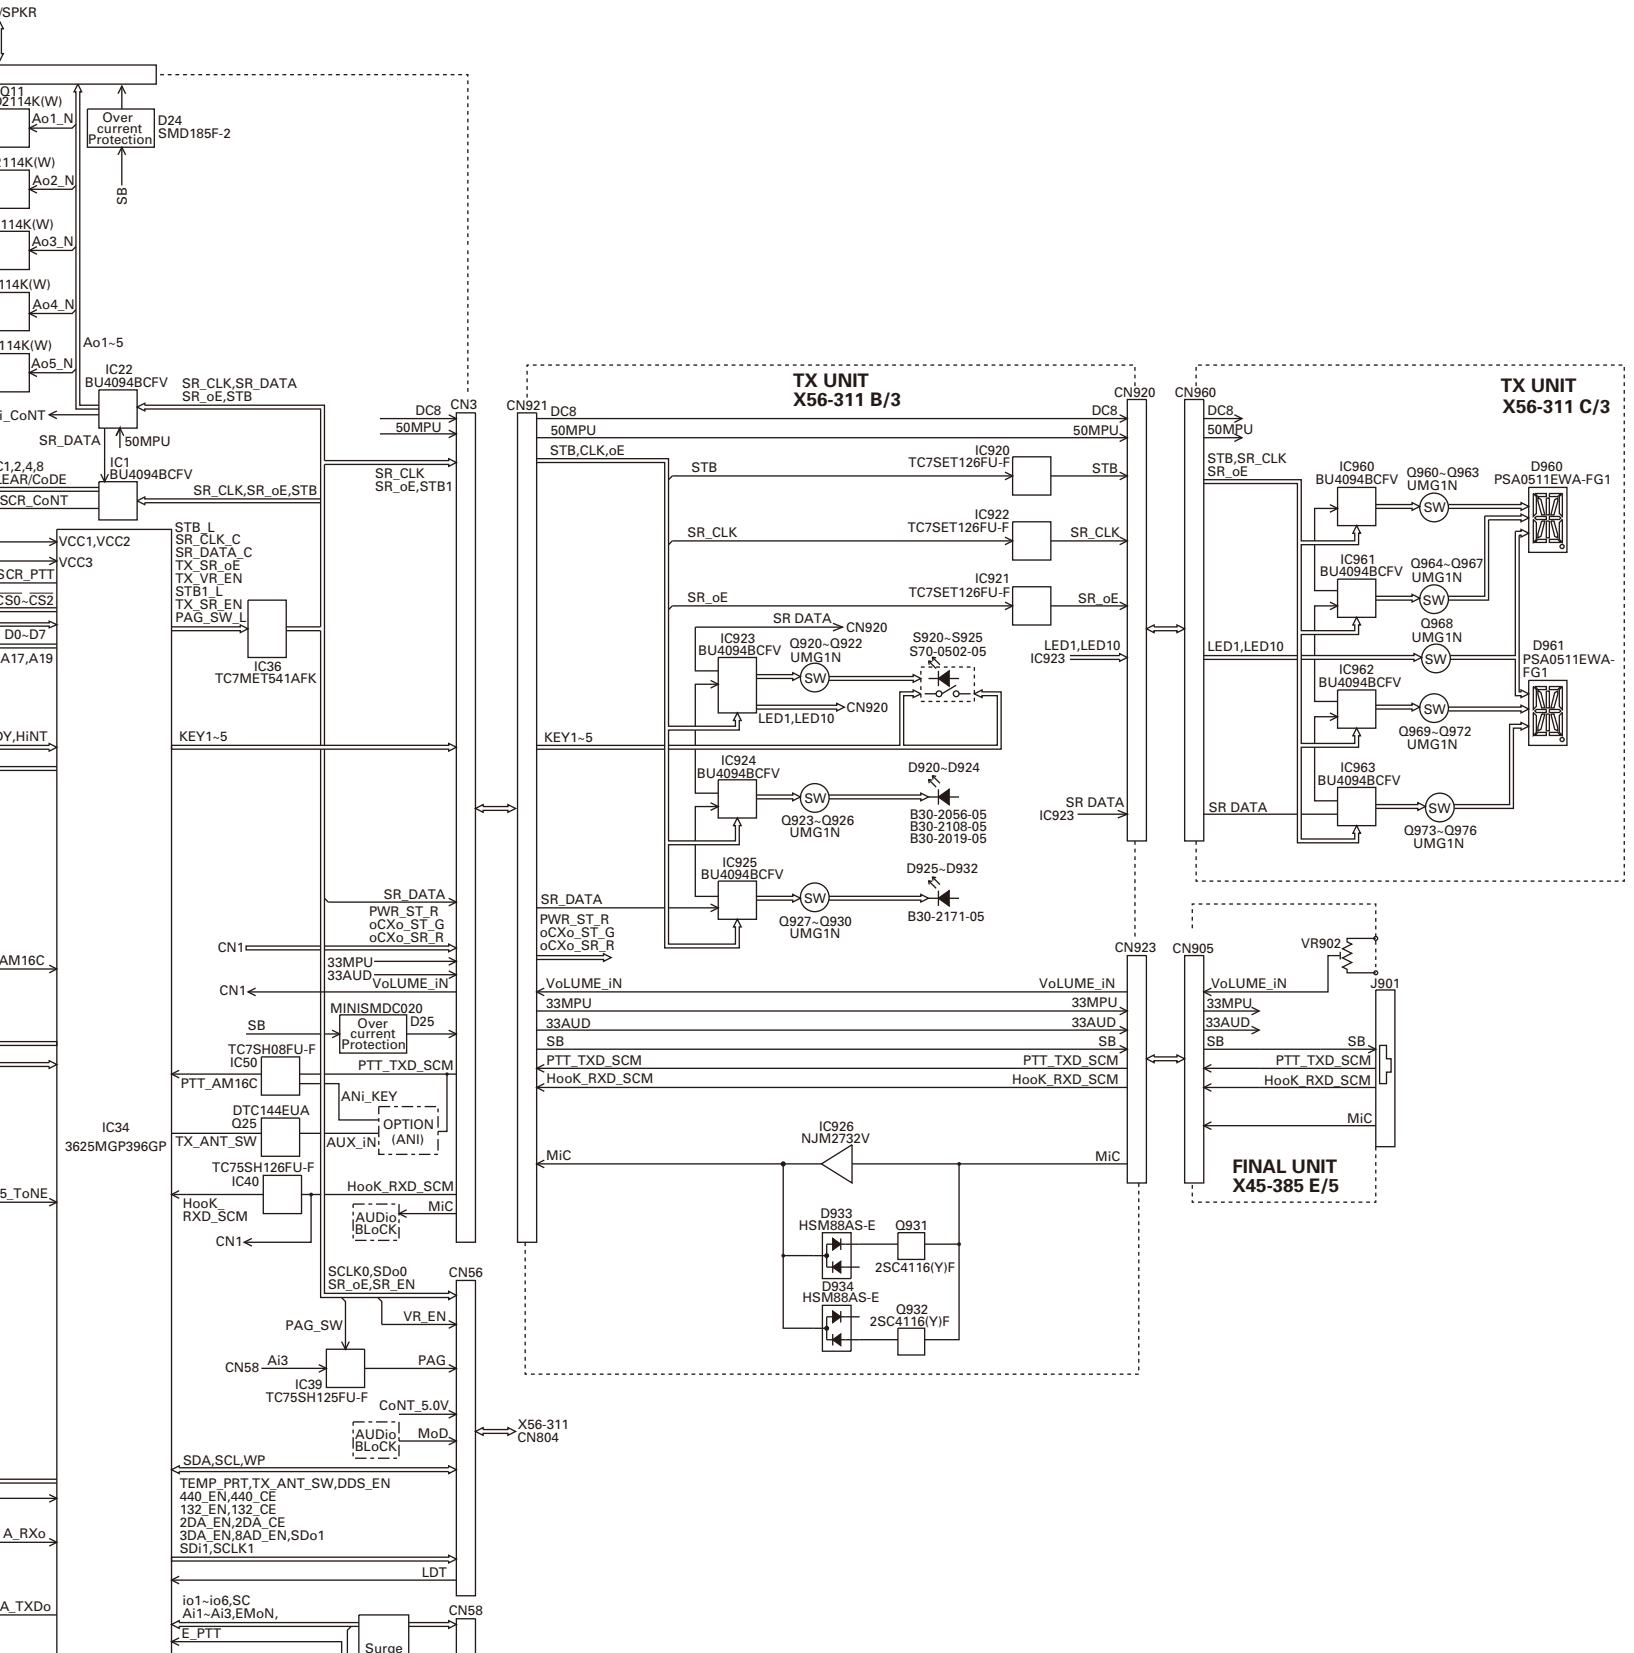 /SPKR
Q11
Ao1_N
Over
current
Protection
D24
SMD185F-2
2114K(W)
Ao2_N
SB
114K(W)
Ao3_N
114K(W)
Ao4_N
114K(W)
Ao5_N
Ao1~5
IC22
BU4094BCFV
SR_CLK,SR_DATA
SR_oE,STB
i_CoNT
SR_DATA
50MPU
IC1
BU4094BCFV
C1,2,4,8
LEAR/CoDE
SCR_CoNT
SR_CLK,SR_oE,STB
DC8
50MPU
CN3
SR_CLK
SR_oE,STB1
VCC1,VCC2
VCC3
SCR_PTT
CS0~CS2
D0~D7
A17,A19
STB_L
SR_CLK_C
SR_DATA_C
TX_SR_oE
TX_VR_EN
STB1_L
TX_SR_EN
PAG_SW_L
IC36
TC7MET541AFK
DY,HiNT
KEY1~5
AM16C
SR_DATA
PWR_ST_R
oCXo_ST_G
oCXo_SR_R
CN1
33MPU
33AUD
CN1
VoLUME_iN
MINISMDC020
SB
Over
current
Protection
D25
TC7SH08FU-F
IC50
PTT_TXD_SCM
PTT_AM16C
ANi_KEY
DTC144EUA
Q25
TX_ANT_SW
AUX_iN
OPTION
(ANI)
IC34
3625MGP396GP
TC75SH126FU-F
IC40
HooK_RXD_SCM
HooK_
RXD_SCM
AUDio
BLoCK
MiC
CN1
5_ToNE
SCLK0,SDo0
SR_oE,SR_EN
CN56
PAG_SW
VR_EN
CN58
Ai3
PAG
IC39
TC75SH125FU-F
CoNT_5.0V
AUDio
BLoCK
MoD
X56-311
CN804
SDA,SCL,WP
TEMP_PRT,TX_ANT_SW,DDS_EN
440_EN,440_CE
132_EN,132_CE
2DA_EN,2DA_CE
3DA_EN,8AD_EN,SDo1
SDi1,SCLK1
A_RXo
LDT
A_TXDo
io1~io6,SC
Ai1~Ai3,EMoN,
E_PTT
CN58
Surge
TX UNIT
X56-311 B/3
CN921
DC8
50MPU
STB,CLK,oE
DC8
50MPU
CN920
STB
IC920
TC7SET126FU-F
STB
SR_CLK
IC922
TC7SET126FU-F
SR_CLK
SR_oE
IC921
TC7SET126FU-F
SR_oE
SR DATA
CN920
IC923
BU4094BCFV
Q920~Q922
UMG1N
SW
S920~S925
S70-0502-05
LED1,LED10
IC923
LED1,LED10
CN920
KEY1~5
IC924
BU4094BCFV
SW
Q923~Q926
UMG1N
D920~D924
B30-2056-05
B30-2108-05
B30-2019-05
SR DATA
IC923
IC925
BU4094BCFV
SW
Q927~Q930
UMG1N
D925~D932
B30-2171-05
SR_DATA
PWR_ST_R
oCXo_ST_G
oCXo_SR_R
CN923
VoLUME_iN
33MPU
33AUD
SB
PTT_TXD_SCM
HooK_RXD_SCM
VoLUME_iN
33MPU
33AUD
SB
PTT_TXD_SCM
HooK_RXD_SCM
IC926
NJM2732V
MiC
MiC
D933
HSM88AS-E
Q931
2SC4116(Y)F
D934
HSM88AS-E
Q932
2SC4116(Y)F
TX UNIT
X56-311 C/3
CN960
DC8
50MPU
STB,SR_CLK
SR_oE
IC960
BU4094BCFV
Q960~Q963
UMG1N
SW
D960
PSA0511EWA-FG1
IC961
BU4094BCFV
Q964~Q967
UMG1N
SW
Q968
UMG1N
SW
LED1,LED10
D961
PSA0511EWA-
FG1
IC962
BU4094BCFV
SW
Q969~Q972
UMG1N
IC963
BU4094BCFV
SR DATA
SW
Q973~Q976
UMG1N
CN905
VR902
J901
VoLUME_iN
33MPU
33AUD
SB
SB
PTT_TXD_SCM
HooK_RXD_SCM
MiC
FINAL UNIT
X45-385 E/5